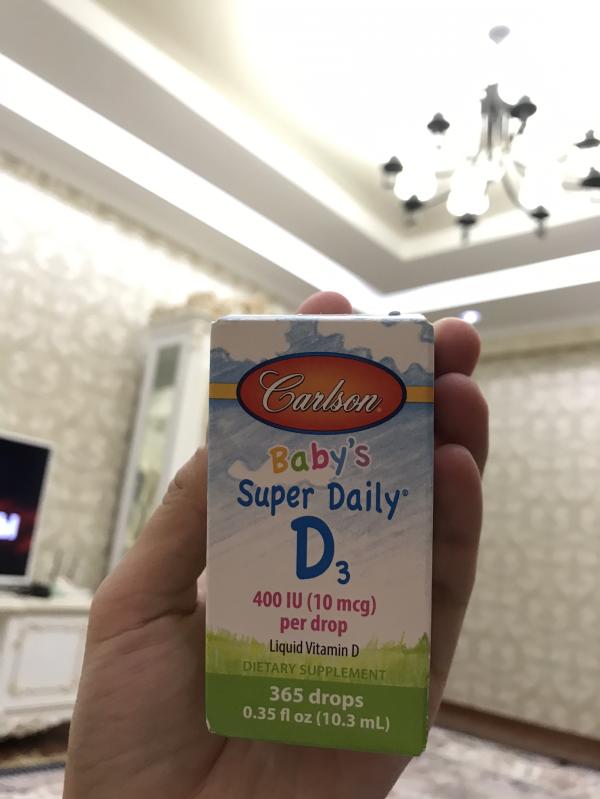 Carlson®
Baby's
Super Daily®
D3
400 IU (10 mcg)
per drop
Liquid Vitamin D
DIETARY SUPPLEMENT
365 drops
0.35 fl oz (10.3 mL)